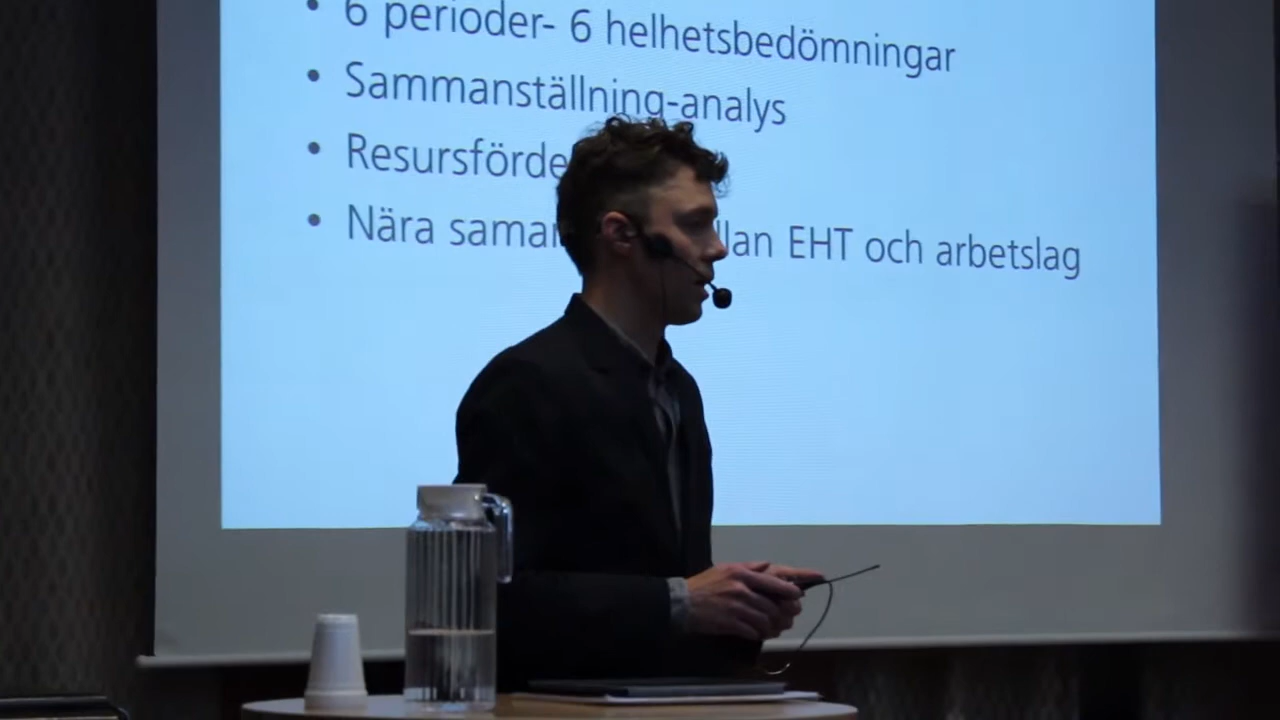 • 6 perioder- 6 helhetsbedömningar
• Sammanställning-analys
• Resursförde
• Nära samar llan EHT och arbetslag